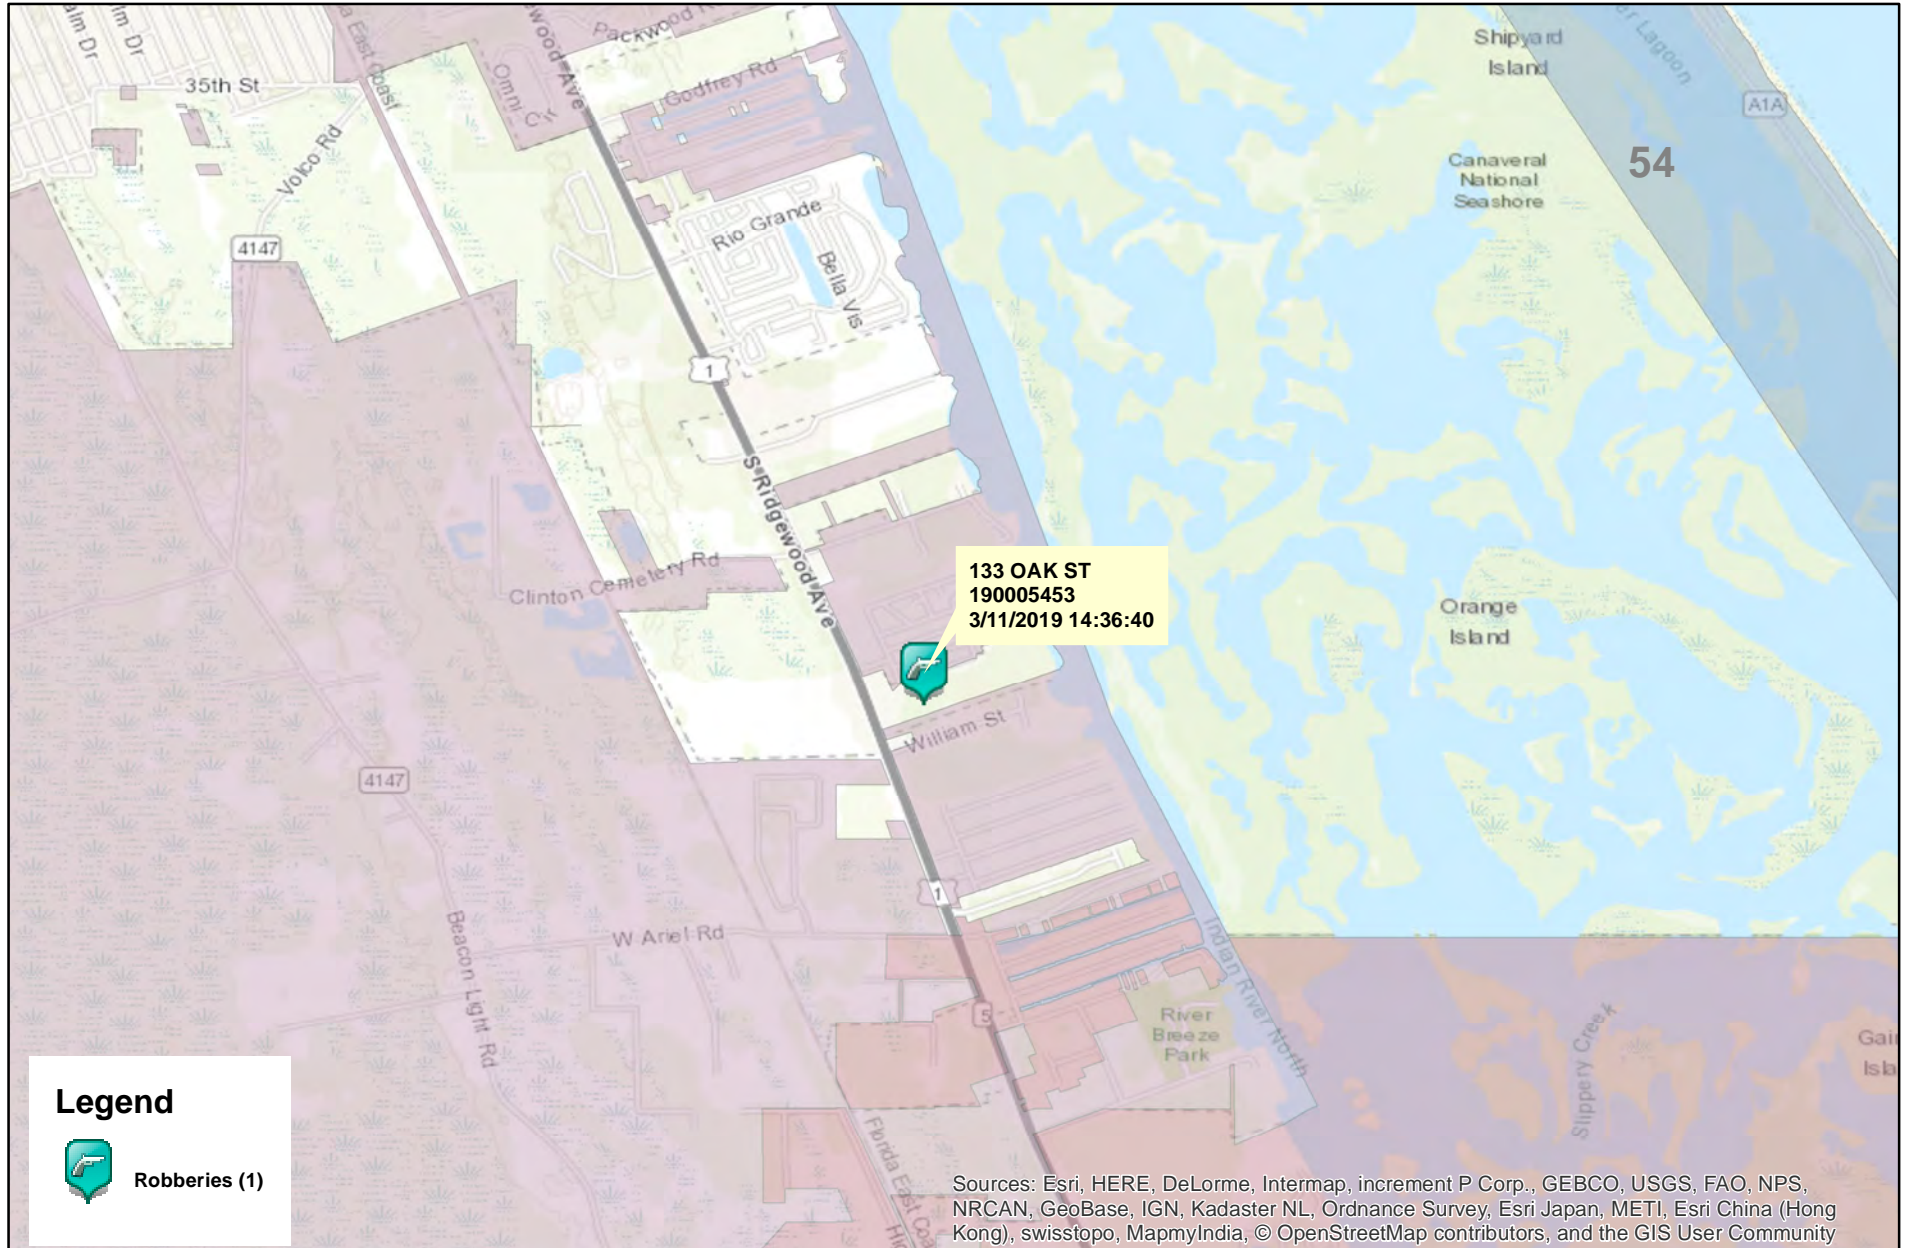 35th St
Volco Rd
4147
Omni Cir
Godfrey Rd
East Coast
Rio Grande
Bella Vis
1
S Ridgewood Ave
Clinton Cemetery Rd
133 OAK ST
190005453
3/11/2019 14:36:40
William St
4147
1
W Ariel Rd
Beacon Light Rd
5
River
Breeze
Park
Indian River North
Slippery Creek
Shipyard
Island
A1A
54
Canaveral
National
Seashore
Orange
Island
Legend
Robberies (1)
Sources: Esri, HERE, DeLorme, Intermap, increment P Corp., GEBCO, USGS, FAO, NPS,
NRCAN, GeoBase, IGN, Kadaster NL, Ordnance Survey, Esri Japan, METI, Esri China (Hong
Kong), swisstopo, MapmyIndia, © OpenStreetMap contributors, and the GIS User Community